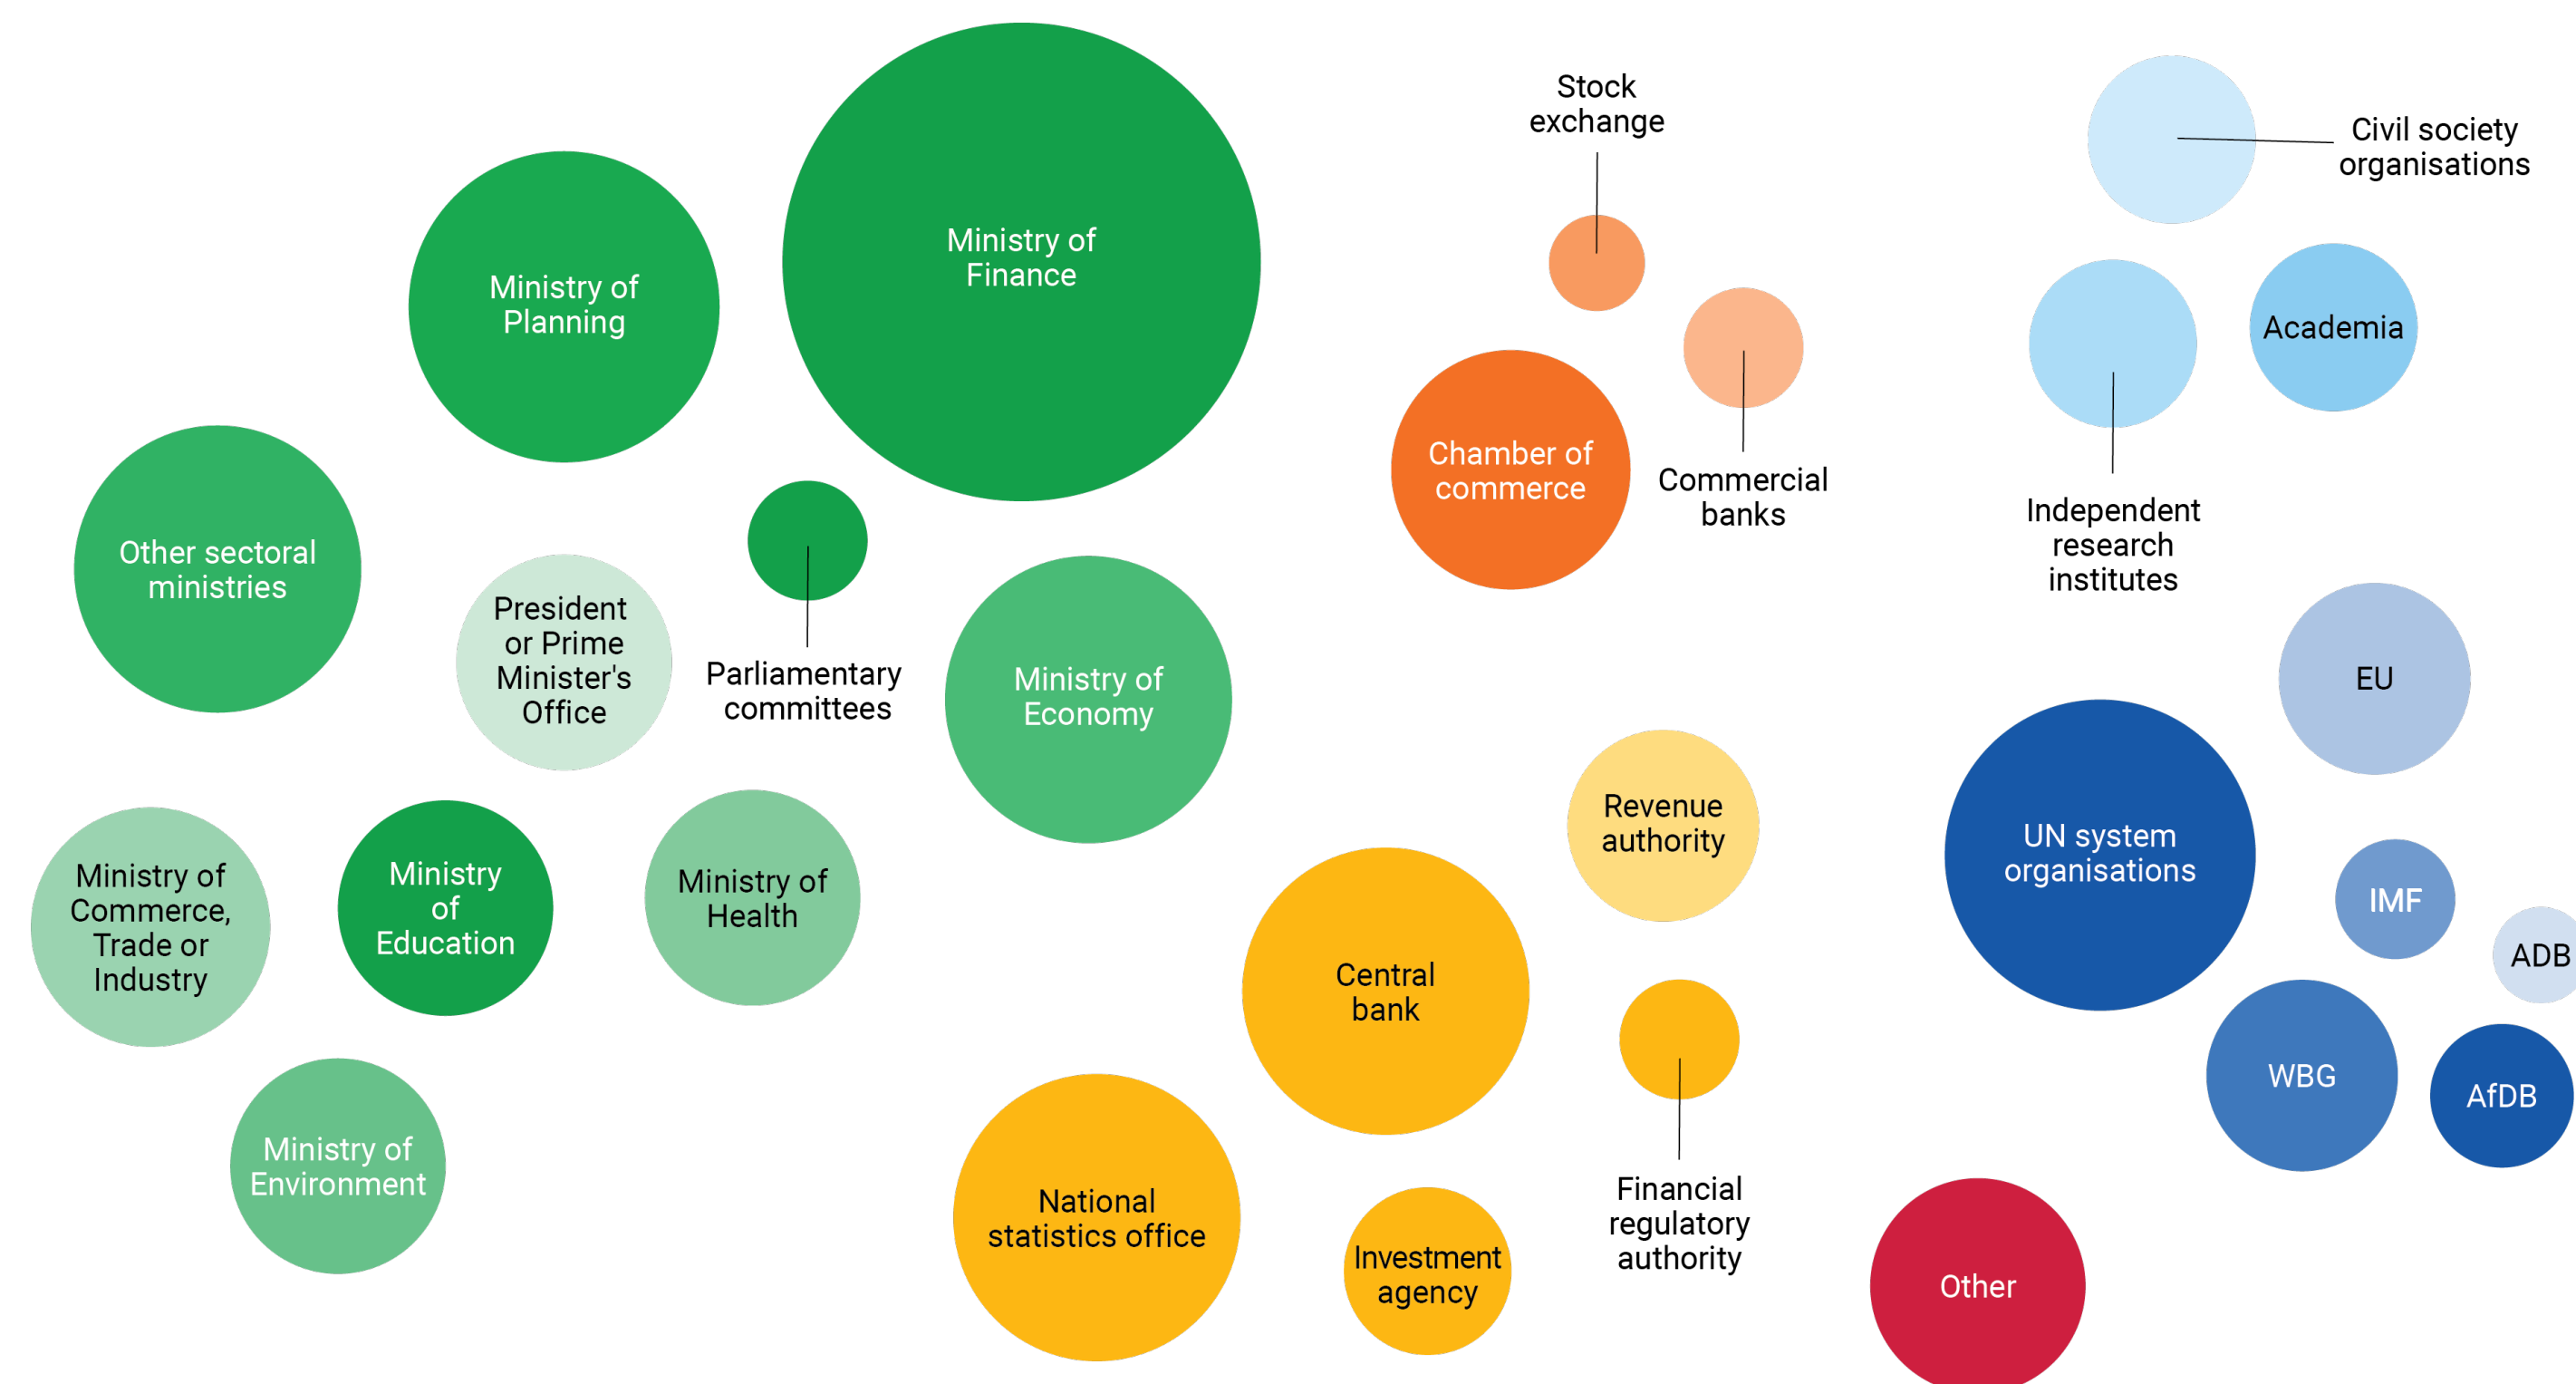 Ministry of
Finance
Ministry of
Planning
Other sectoral
ministries
President
or Prime
Minister's
Office
Parliamentary
committees
Ministry of
Economy
Ministry of
Commerce,
Trade or
Industry
Ministry
of
Education
Ministry of
Health
Ministry of
Environment
Stock
exchange
Chamber of
commerce
Commercial
banks
Civil society
organisations
Academia
Independent
research
institutes
Revenue
authority
Central
bank
National
statistics office
Investment
agency
Financial
regulatory
authority
EU
UN system
organisations
IMF
ADB
WBG
AfDB
Other